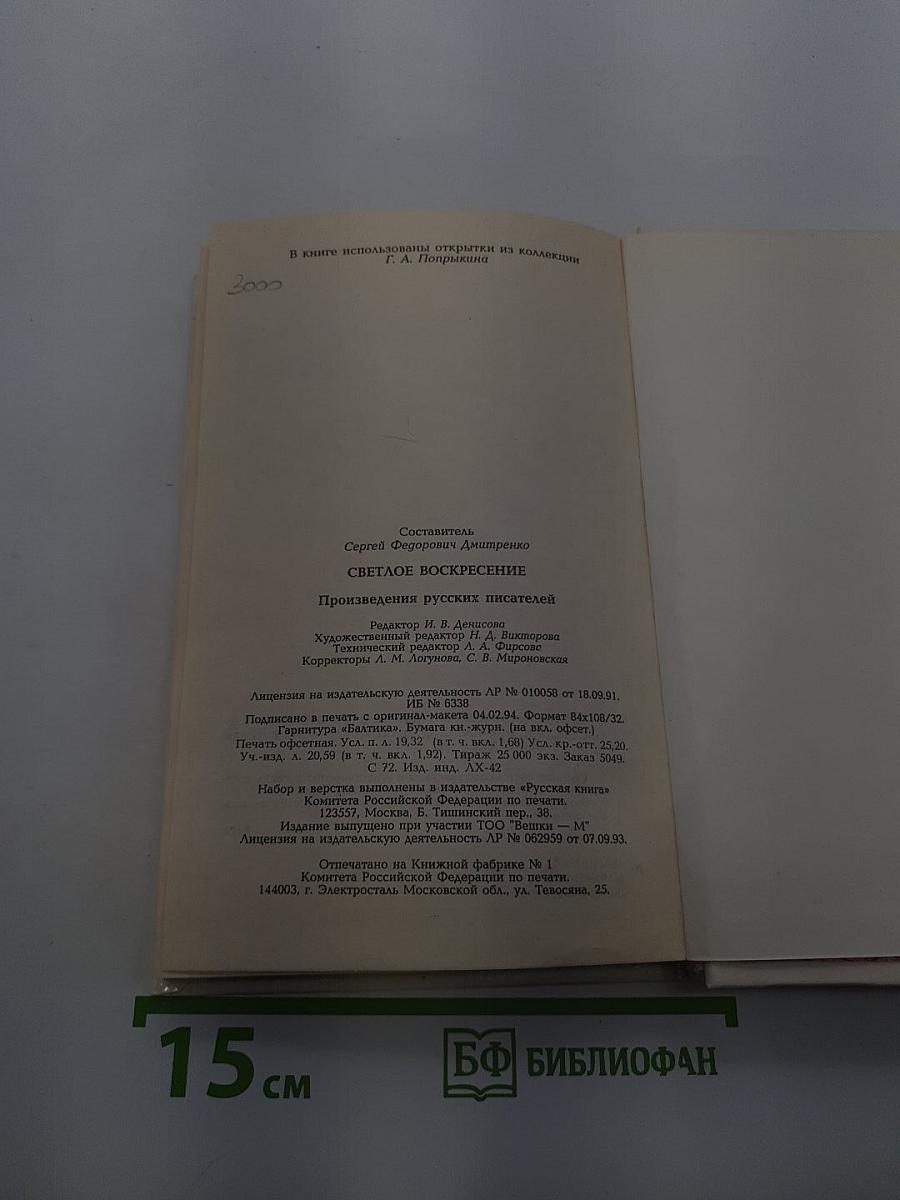 В книге использованы открытки из коллекции
Г. А. Попрыкина
3000
Составитель
Сергей Федорович Дмитренко
СВЕТЛОЕ ВОСКРЕСЕНИЕ
Произведения русских писателей
Редактор И. В. Денисова
Художественный редактор Н. Д. Викторова
Технический редактор Л. А. Фирсова
Корректоры Л. М. Логунова, С. В. Мироновская
Лицензия на издательскую деятельность ЛР № 010058 от 18.09.91.
ИБ № 6338
Подписано в печать с оригинал-макета 04.02.94. Формат 84х108/32.
Гарнитура «Балтика». Бумага кн.-журн. (на вкл. офсет.)
Печать офсетная. Усл. п. л. 19,32 (в т. ч. вкл. 1,68) Усл. кр.-отт. 25,20.
Уч.-изд. л. 20,59 (в т. ч. вкл. 1,92). Тираж 25 000 экз. Заказ 5049.
С 72. Изд. инд. ЛХ-42
Набор и верстка выполнены в издательстве «Русская книга»
Комитета Российской Федерации по печати.
123557, Москва, Б. Тишинский пер., 38.
Издание выпущено при участии ТОО "Вешки — М"
Лицензия на издательскую деятельность ЛР № 062959 от 07.09.93.
Отпечатано на Книжной фабрике № 1
Комитета Российской Федерации по печати.
144003, г. Электросталь Московской обл., ул. Тевосяна, 25.
15 см
БФ БИБЛИОФАН